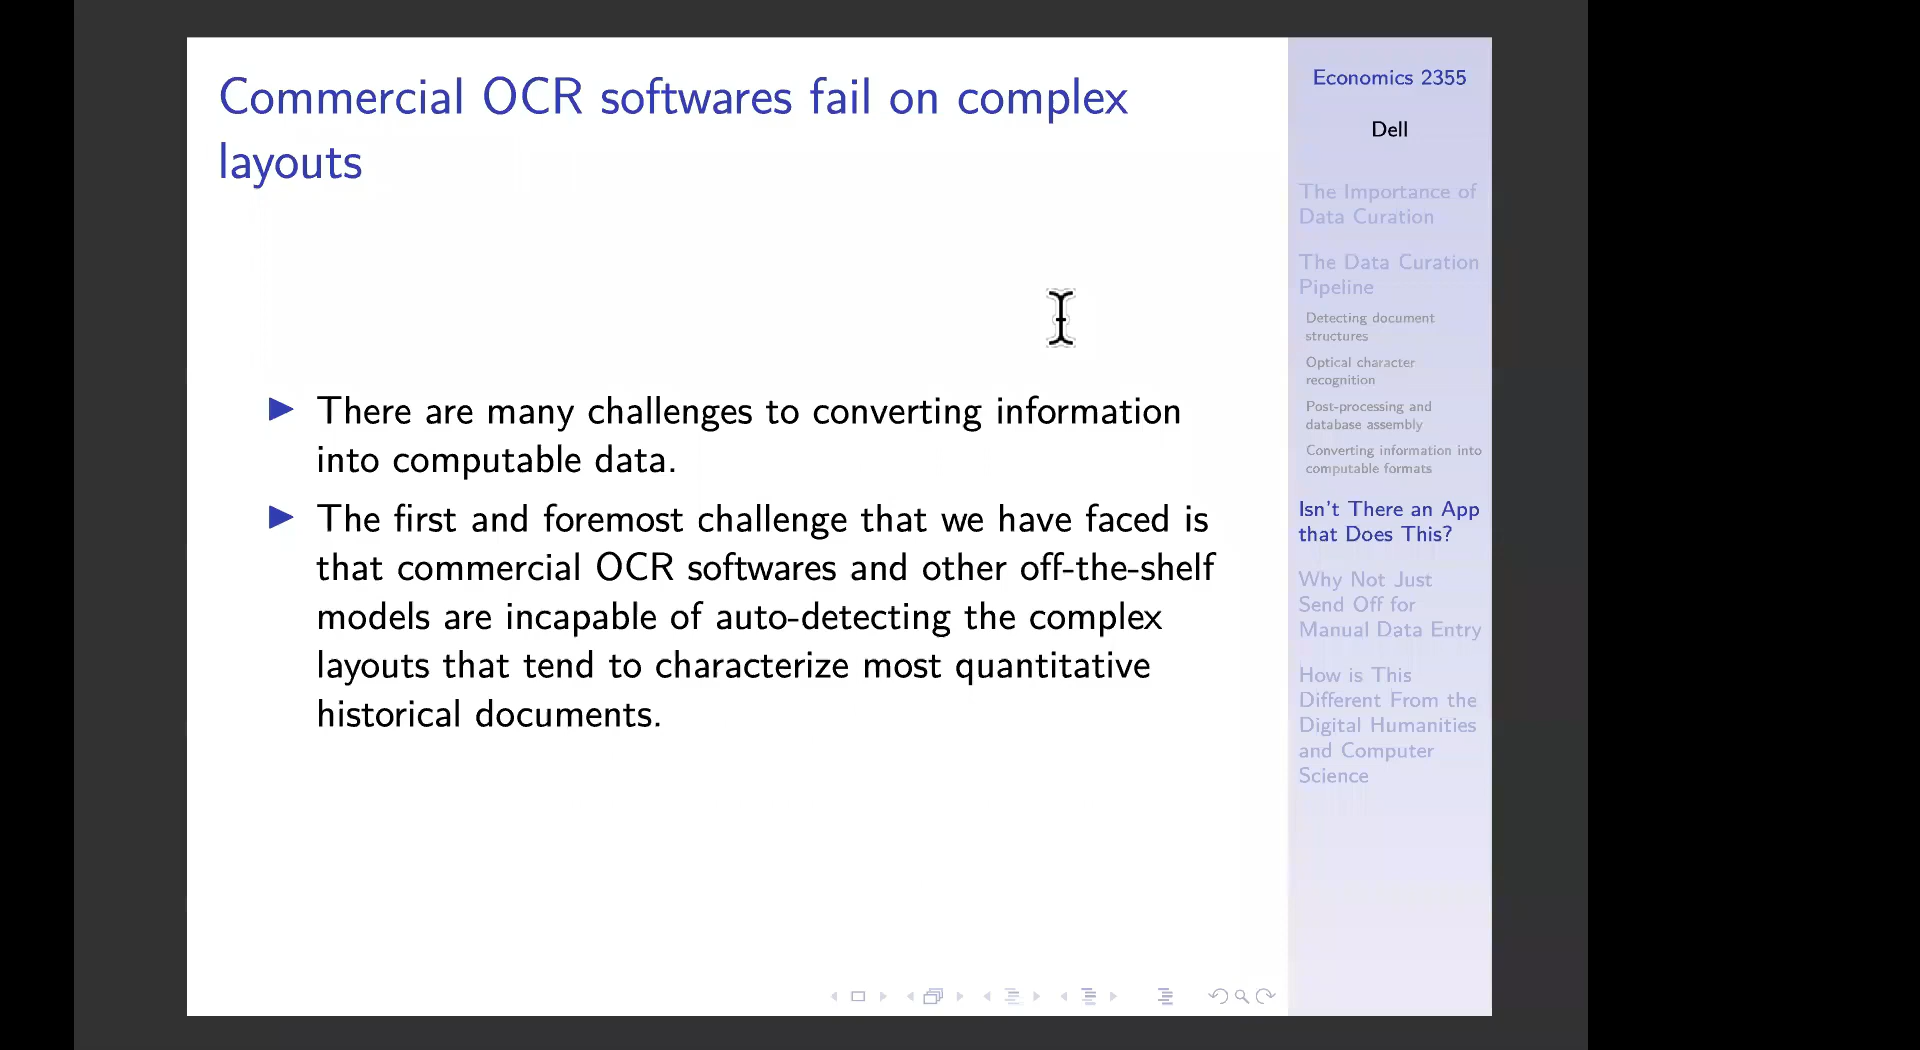 Commercial OCR softwares fail on complex
layouts
There are many challenges to converting information
into computable data.
The first and foremost challenge that we have faced is
that commercial OCR softwares and other off-the-shelf
models are incapable of auto-detecting the complex
layouts that tend to characterize most quantitative
historical documents.
Economics 2355
Dell
The Importance of
Data Curation
The Data Curation
Pipeline
Detecting document
structures
Optical character
recognition
Post-processing and
database assembly
Converting information into
computable formats
Isn't There an App
that Does This?
Why Not Just
Send Off for
Manual Data Entry
How is This
Different From the
Digital Humanities
and Computer
Science